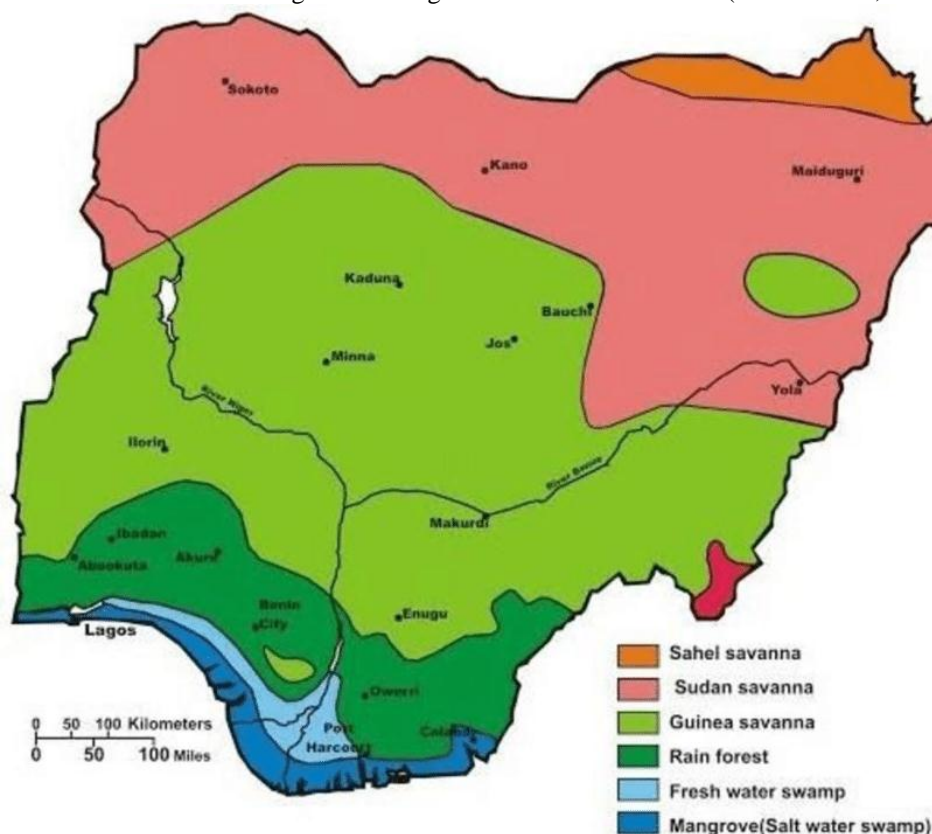 Sokoto
Kano
Maiduguri
Kaduna
Bauchi
Jos
Minna
Yola
River Niger
Ilorin
River Benue
Makurdi
Ibadan
Abeokuta
Akure
Benin
City
Enugu
Lagos
Owerri
Port
Harcourt
Calabar
0 50 100 Kilometers
0 50 100 Miles
Sahel savanna
Sudan savanna
Guinea savanna
Rain forest
Fresh water swamp
Mangrove(Salt water swamp)